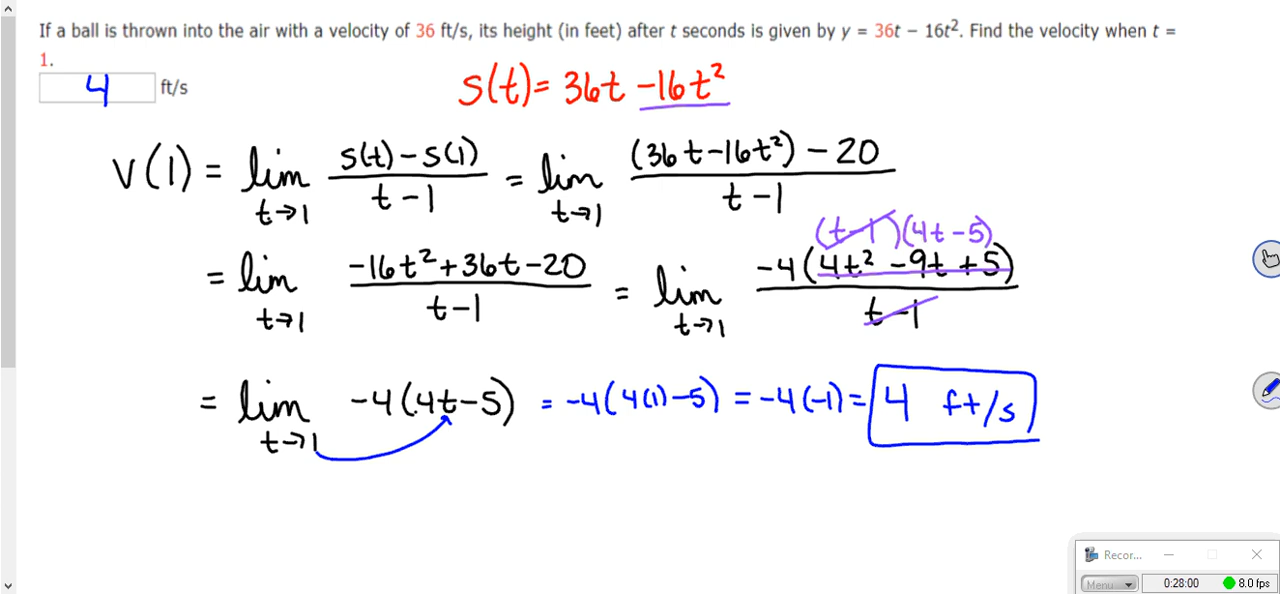 If a ball is thrown into the air with a velocity of 36 ft/s, its height (in feet) after t seconds is given by y = 36t − 16t². Find the velocity when t =
1.
4 ft/s
s(t) = 36t − 16t²
v(1) = lim t→1 (s(t) − s(1))/(t − 1) = lim t→1 ((36t − 16t²) − 20)/(t − 1)
(t − 1)(4t − 5)
= lim t→1 (−16t² + 36t − 20)/(t − 1) = lim t→1 −4(4t² − 9t + 5)/(t − 1)
= lim t→1 −4(4t − 5) = −4(4(1) − 5) = −4(−1) = 4 ft/s
Recor...
Menu 0:28:00 8.0 fps